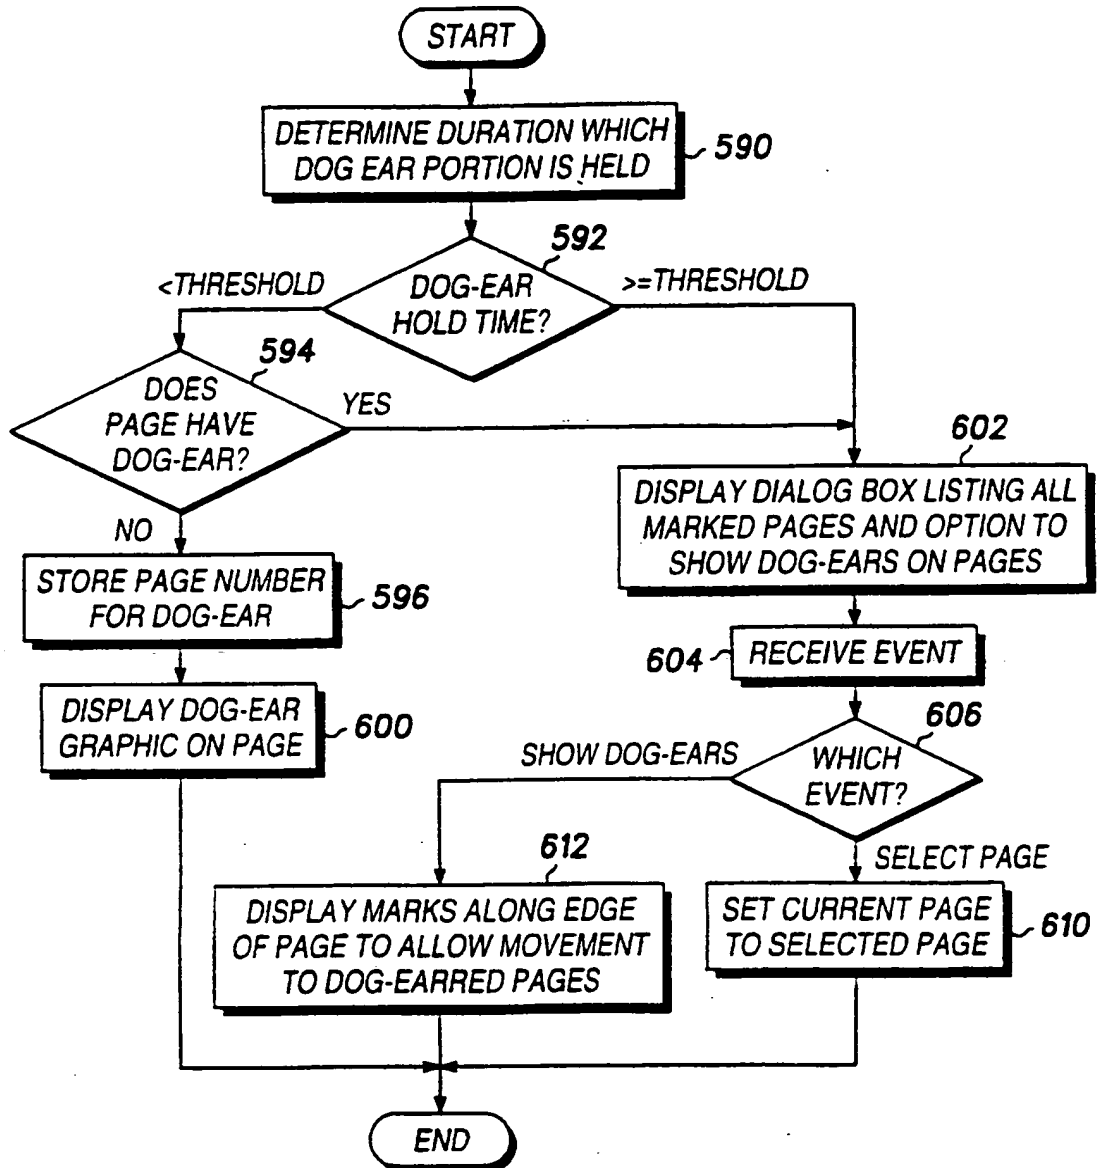 START
DETERMINE DURATION WHICH
DOG EAR PORTION IS HELD
590
592
<THRESHOLD
DOG-EAR
HOLD TIME?
>=THRESHOLD
594
DOES
PAGE HAVE
DOG-EAR?
YES
NO
602
DISPLAY DIALOG BOX LISTING ALL
MARKED PAGES AND OPTION TO
SHOW DOG-EARS ON PAGES
STORE PAGE NUMBER
FOR DOG-EAR
596
604
RECEIVE EVENT
DISPLAY DOG-EAR
GRAPHIC ON PAGE
600
606
SHOW DOG-EARS
WHICH
EVENT?
SELECT PAGE
612
DISPLAY MARKS ALONG EDGE
OF PAGE TO ALLOW MOVEMENT
TO DOG-EARRED PAGES
SET CURRENT PAGE
TO SELECTED PAGE
610
END